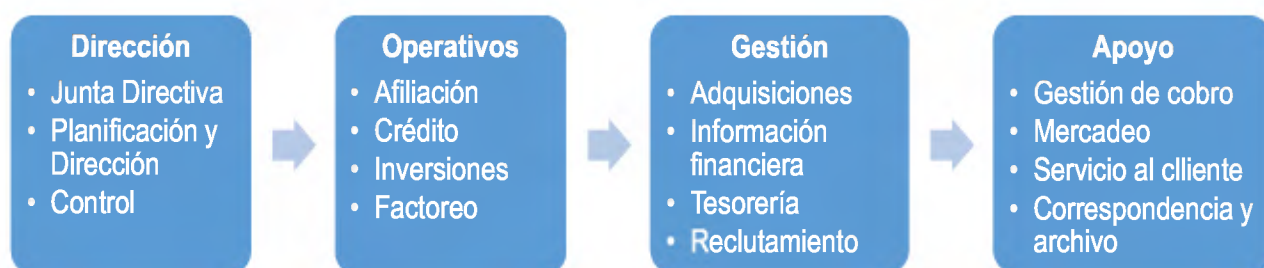 Dirección
• Junta Directiva
• Planificación y
Dirección
• Control
Operativos
• Afiliación
• Crédito
• Inversiones
• Factoreo
Gestión
• Adquisiciones
• Información
financiera
• Tesorería
• Reclutamiento
Apoyo
• Gestión de cobro
• Mercadeo
• Servicio al clliente
• Correspondencia y
archivo